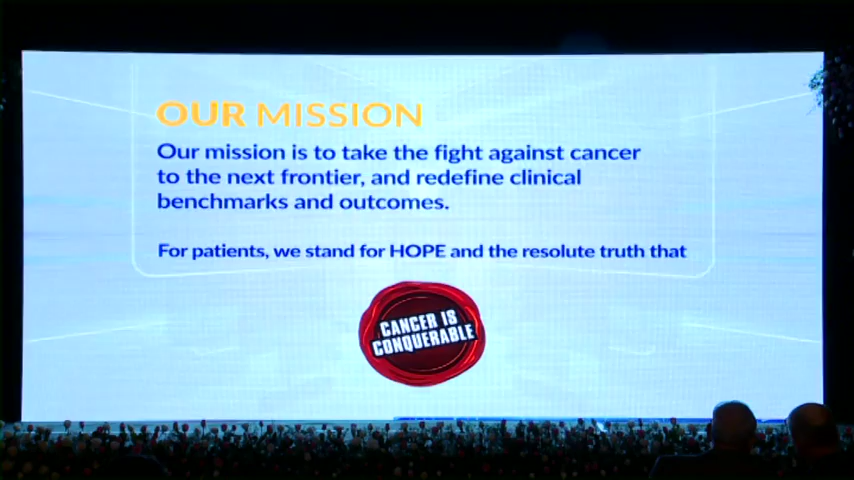 OUR MISSION
Our mission is to take the fight against cancer
to the next frontier, and redefine clinical
benchmarks and outcomes.
For patients, we stand for HOPE and the resolute truth that
CANCER IS
CONQUERABLE